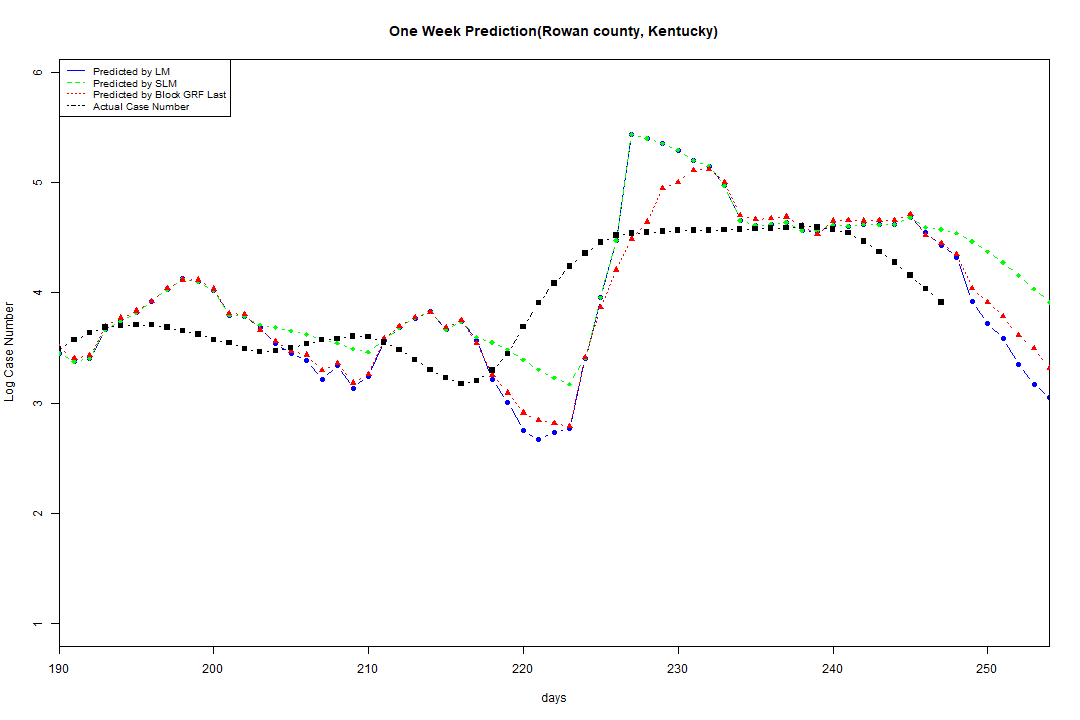 One Week Prediction(Rowan county, Kentucky)
Predicted by LM
Predicted by SLM
Predicted by Block GRF Last
Actual Case Number
6
5
4
3
2
1
Log Case Number
190 200 210 220 230 240 250
days